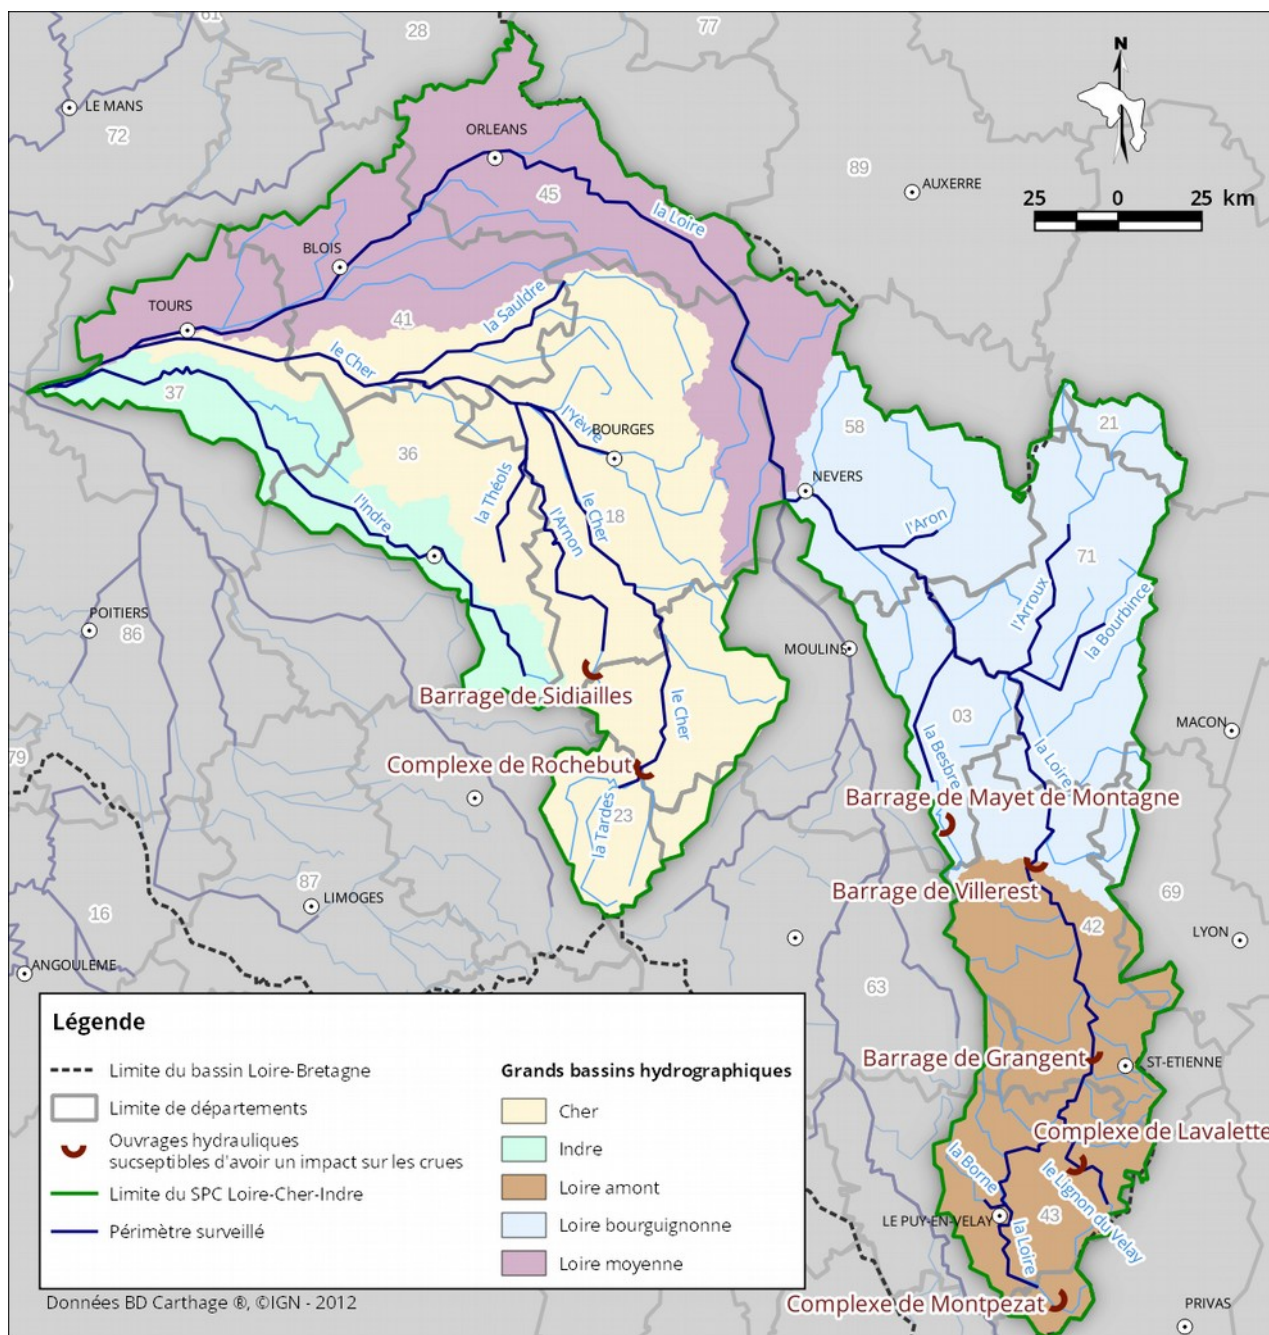 61
28
77
N
LE MANS
72
ORLEANS
45
89
AUXERRE
25 0 25 km
la Loire
BLOIS
TOURS
41
la Sauldre
le Cher
37
l'Yèvre
BOURGES
58
21
36
NEVERS
la Théols
l'Indre
le Cher
l'Arnon
18
l'Aron
71
l'Arroux
la Bourbince
POITIERS
86
MOULINS
Barrage de Sidiailles
le Cher
03
MACON
79
Complexe de Rochebut
la Besbre
la Loire
Barrage de Mayet de Montagne
la Tardes
23
Barrage de Villerest
69
87
LIMOGES
16
42
LYON
ANGOULEME
63
Barrage de Grangent
ST-ETIENNE
Complexe de Lavalette
la Borne
le Lignon du Velay
LE PUY-EN-VELAY
43
la Loire
Complexe de Montpezat
PRIVAS
Légende
Limite du bassin Loire-Bretagne
Limite de départements
Ouvrages hydrauliques
sucseptibles d'avoir un impact sur les crues
Limite du SPC Loire-Cher-Indre
Périmètre surveillé
Grands bassins hydrographiques
Cher
Indre
Loire amont
Loire bourguignonne
Loire moyenne
Données BD Carthage ®, ©IGN - 2012